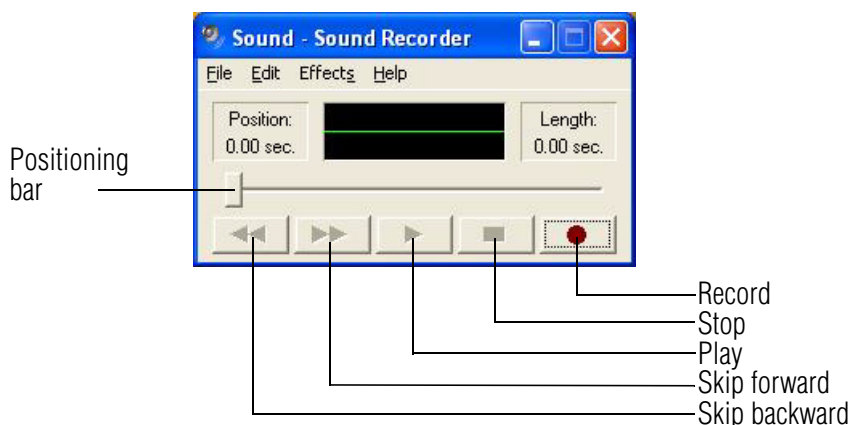 Sound - Sound Recorder
File Edit Effects Help
Position:
0.00 sec.
Length:
0.00 sec.
Positioning
bar
Record
Stop
Play
Skip forward
Skip backward